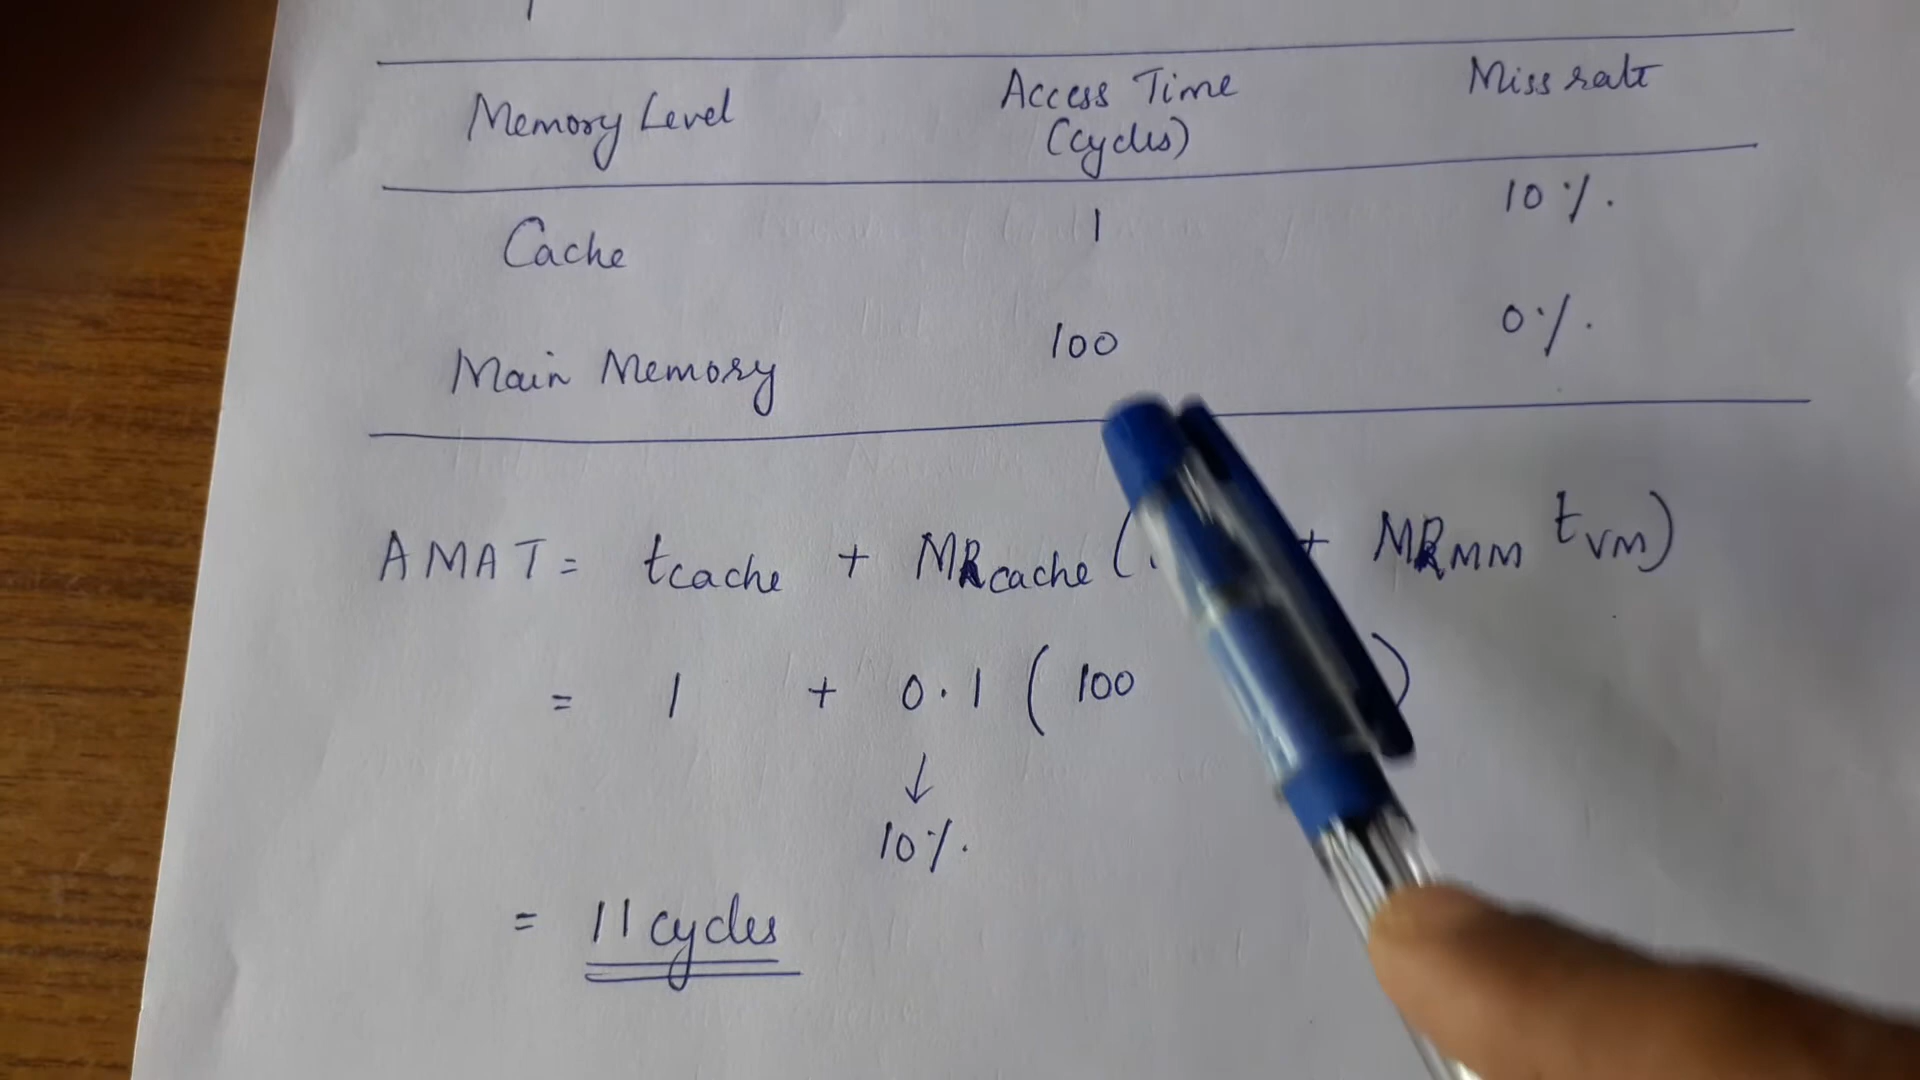 Memory Level Access Time (cycles) Miss rate
Cache 1 10%.
Main Memory 100 0%.
AMAT = tcache + MRcache ( + MRMM tVM)
= 1 + 0.1 (100 )
↓
10%.
= 11 cycles